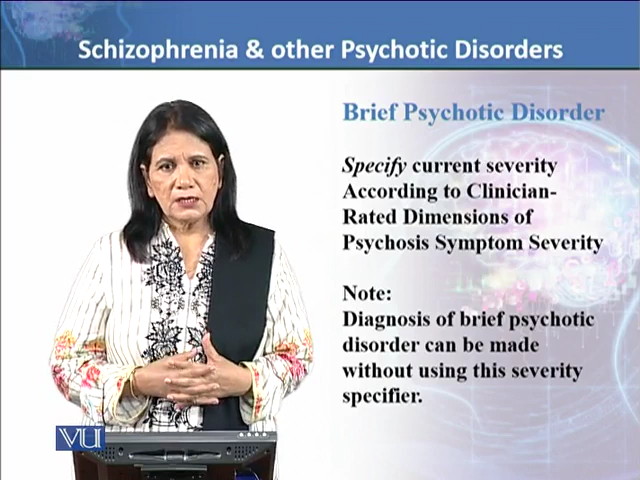 Schizophrenia & other Psychotic Disorders
Brief Psychotic Disorder
Specify current severity
According to Clinician-
Rated Dimensions of
Psychosis Symptom Severity
Note:
Diagnosis of brief psychotic
disorder can be made
without using this severity
specifier.
VU